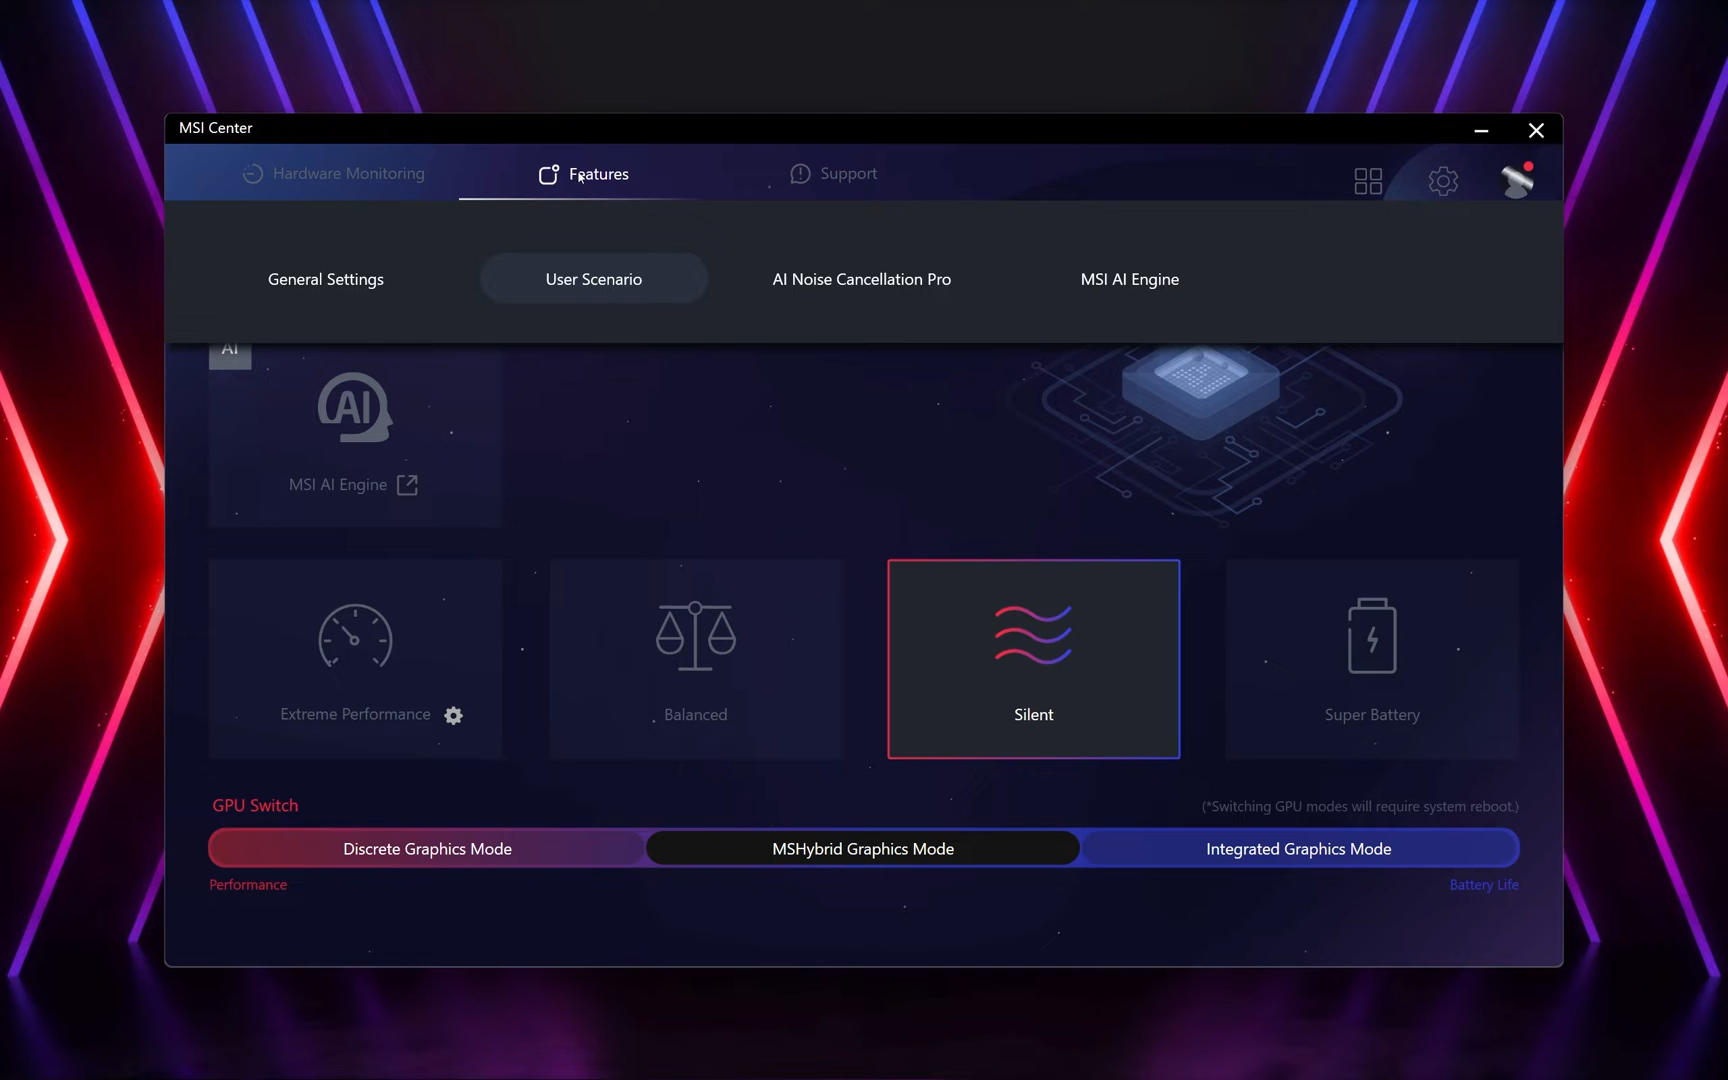 MSI Center
Hardware Monitoring
Features
Support
General Settings
User Scenario
AI Noise Cancellation Pro
MSI AI Engine
AI
AI
MSI AI Engine
Extreme Performance
Balanced
Silent
Super Battery
GPU Switch
(*Switching GPU modes will require system reboot.)
Discrete Graphics Mode
MSHybrid Graphics Mode
Integrated Graphics Mode
Performance
Battery Life